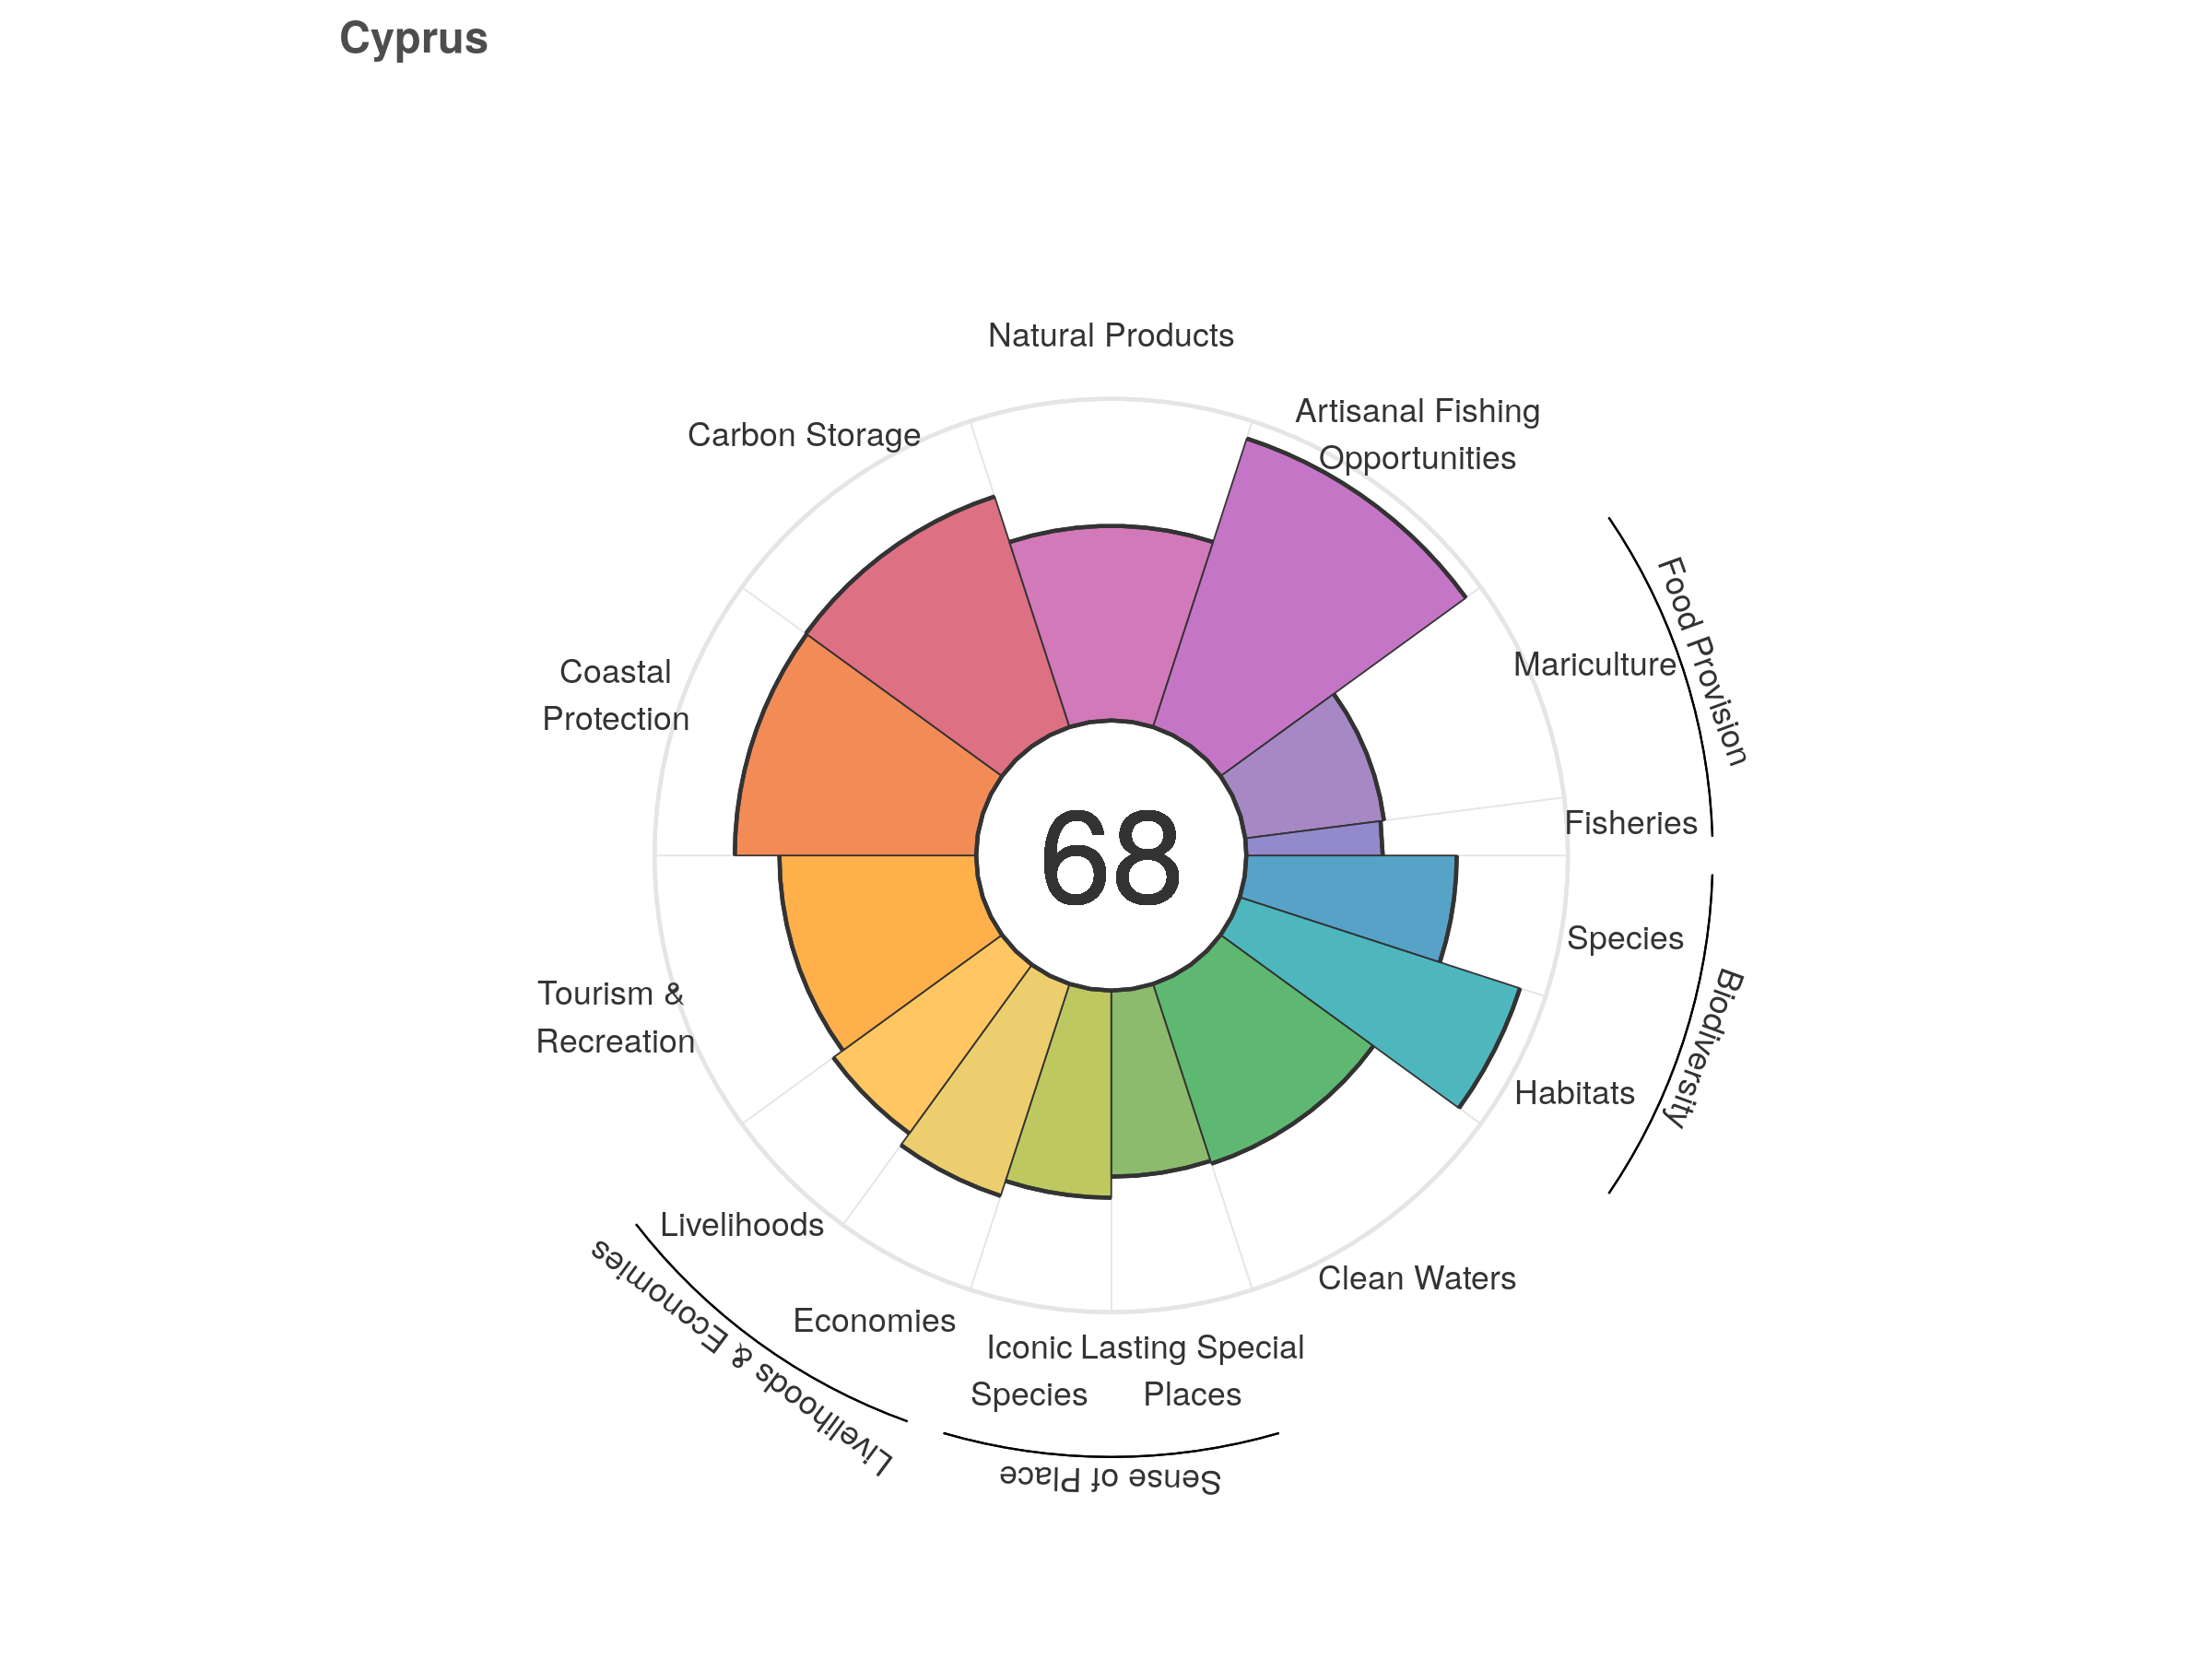 Cyprus
Natural Products
Artisanal Fishing
Opportunities
Carbon Storage
Food Provision
Mariculture
Coastal
Protection
Fisheries
68
Species
Biodiversity
Tourism &
Recreation
Habitats
Livelihoods
Clean Waters
Livelihoods & Economies
Economies
Iconic
Species
Lasting Special
Places
Sense of Place